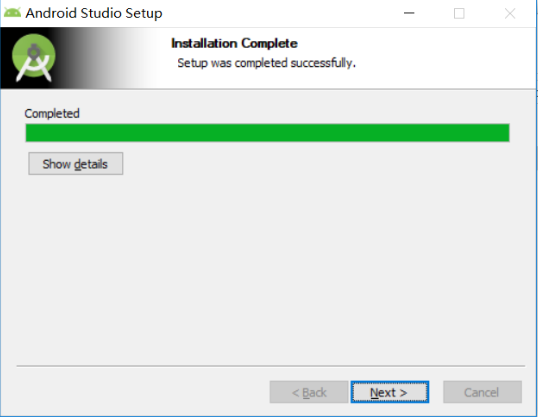 Android Studio Setup
Installation Complete
Setup was completed successfully.
Completed
Show details
< Back
Next >
Cancel